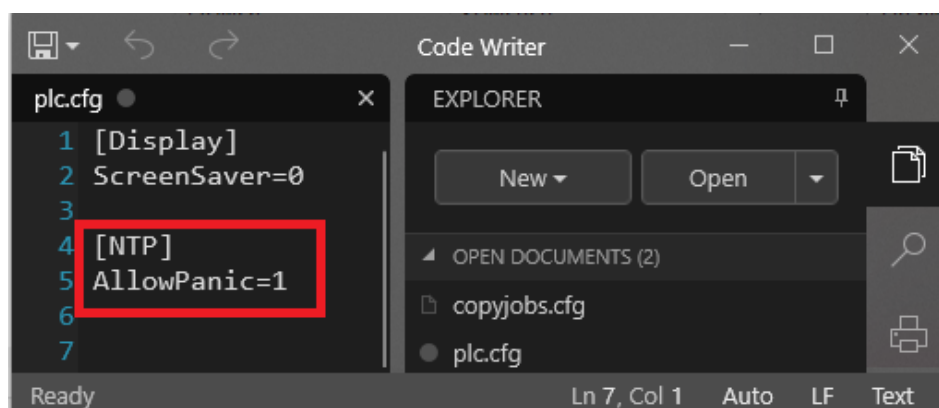 Code Writer
plc.cfg
EXPLORER
1 [Display]
2 ScreenSaver=0
3
4 [NTP]
5 AllowPanic=1
6
7
New
Open
OPEN DOCUMENTS (2)
copyjobs.cfg
plc.cfg
Ready
Ln 7, Col 1
Auto
LF
Text